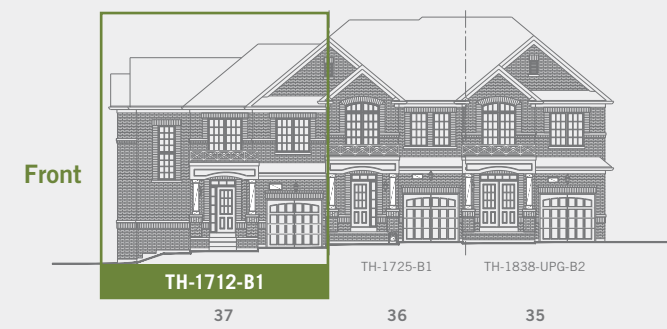 Front
TH-1712-B1
TH-1725-B1
TH-1838-UPG-B2
37
36
35